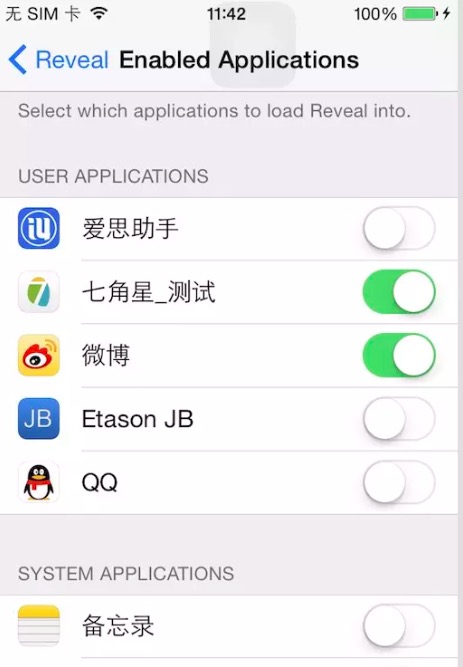 无 SIM 卡 11:42 100%
Reveal Enabled Applications
Select which applications to load Reveal into.
USER APPLICATIONS
爱思助手
七角星_测试
微博
JB Etason JB
QQ
SYSTEM APPLICATIONS
备忘录